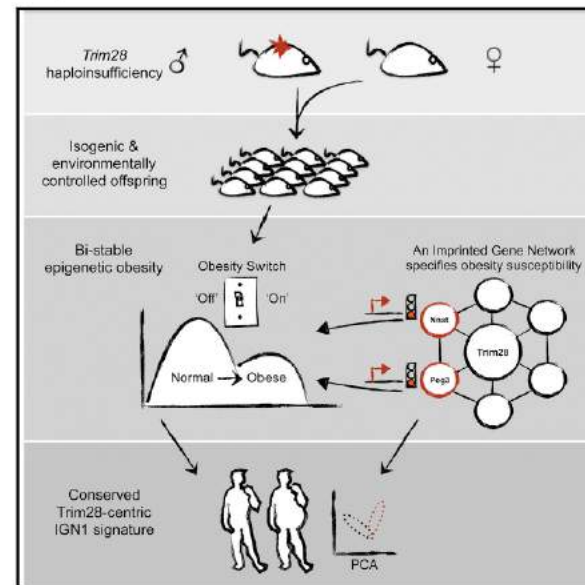 Trim28
haploinsufficiency
♂
♀
Isogenic &
environmentally
controlled offspring
Bi-stable
epigenetic obesity
Obesity Switch
'Off'
'On'
Normal
Obese
An Imprinted Gene Network
specifies obesity susceptibility
Nnat
Trim28
Peg3
Conserved
Trim28-centric
IGN1 signature
PCA